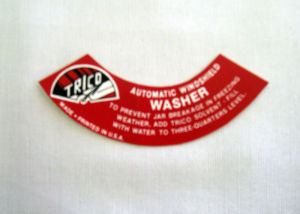 TRICO
MADE & PRINTED IN U.S.A.
AUTOMATIC WINDSHIELD
WASHER
TO PREVENT JAR BREAKAGE IN FREEZING
WEATHER, ADD TRICO SOLVENT - FILL
WITH WATER TO THREE-QUARTERS LEVEL.